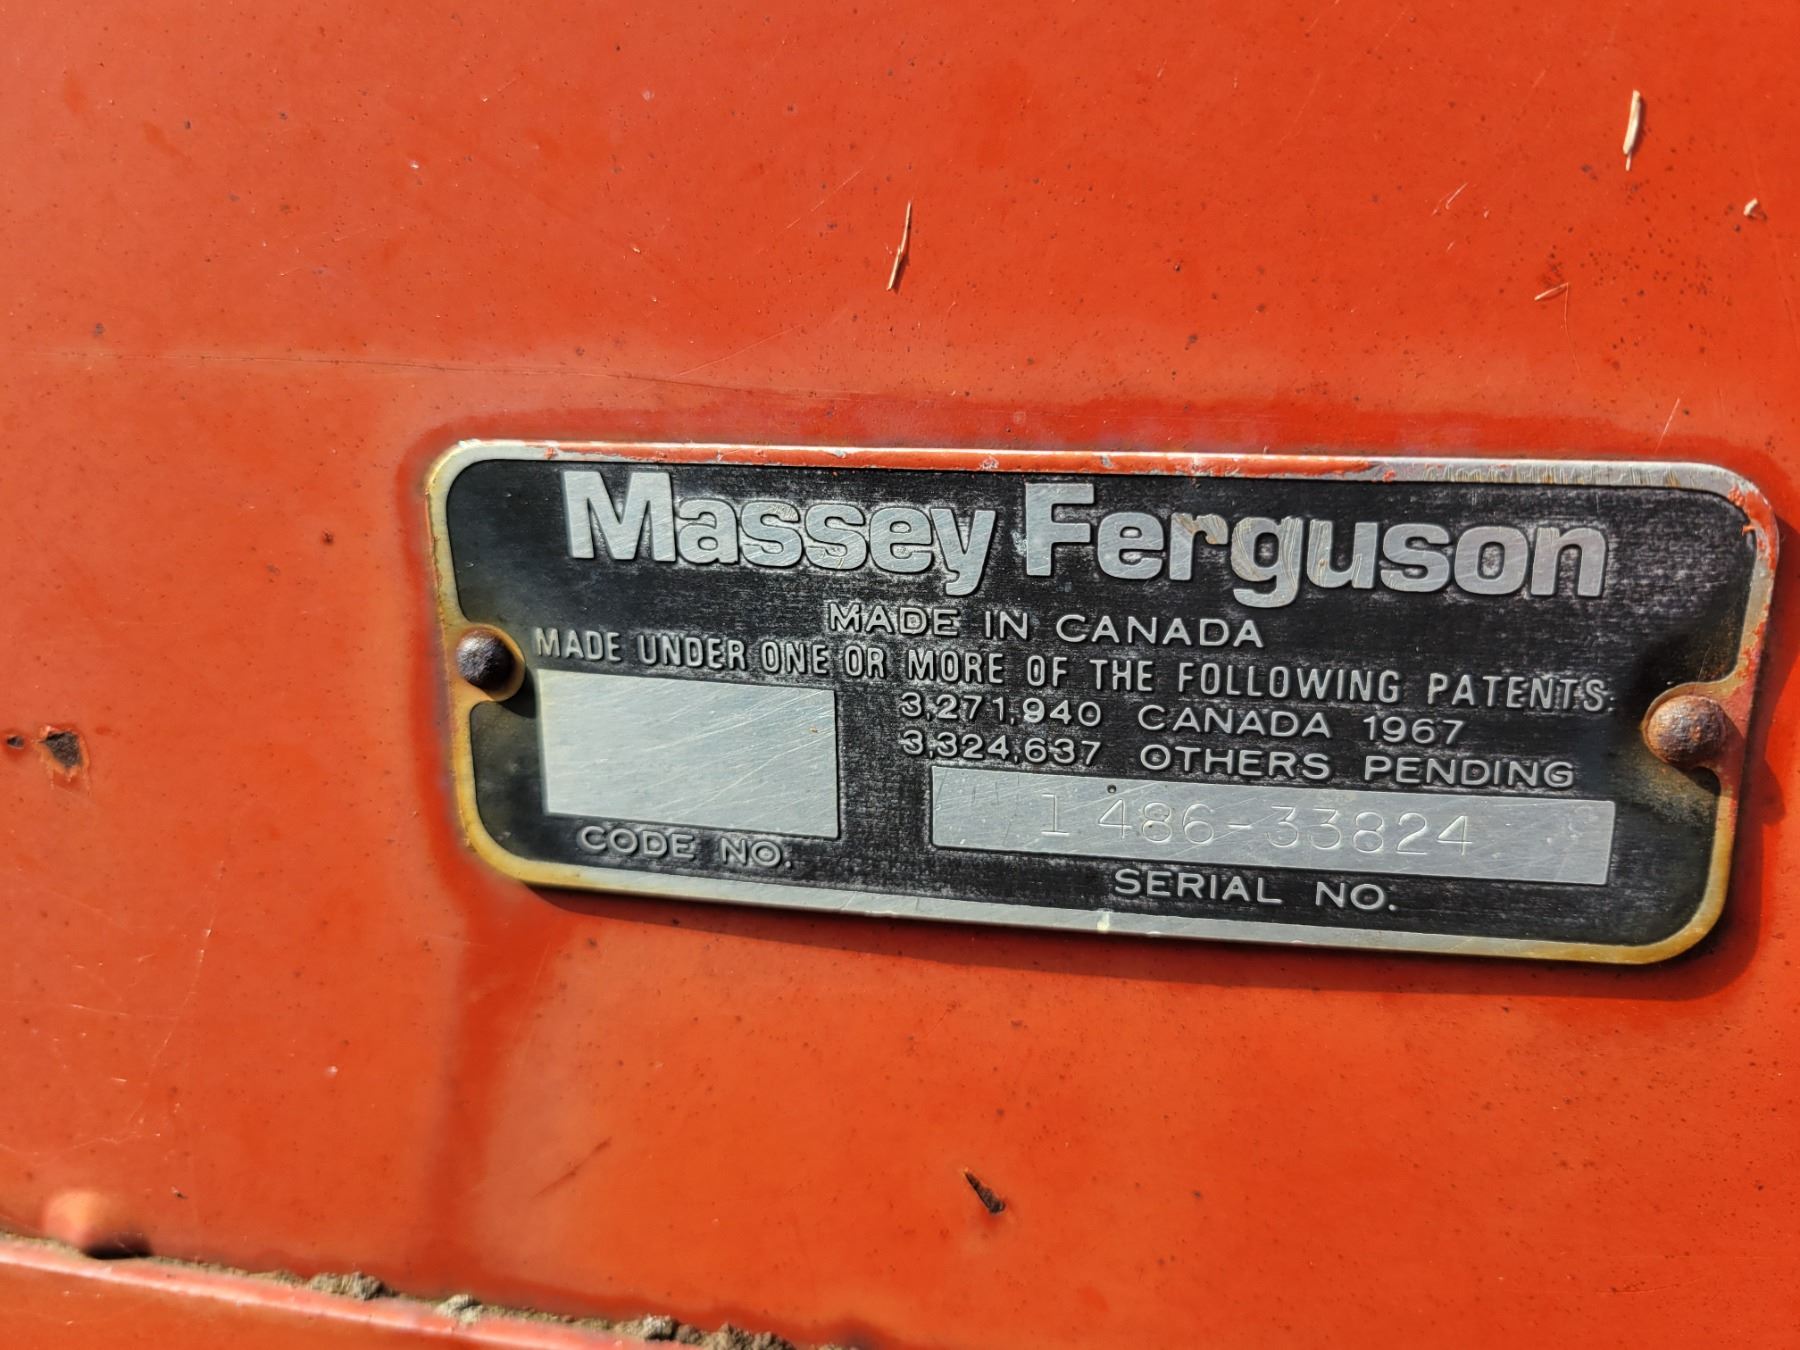 Massey Ferguson
MADE IN CANADA
MADE UNDER ONE OR MORE OF THE FOLLOWING PATENTS:
3,271,940 CANADA 1967
3,324,637 OTHERS PENDING
1 486-33824
CODE NO.
SERIAL NO.